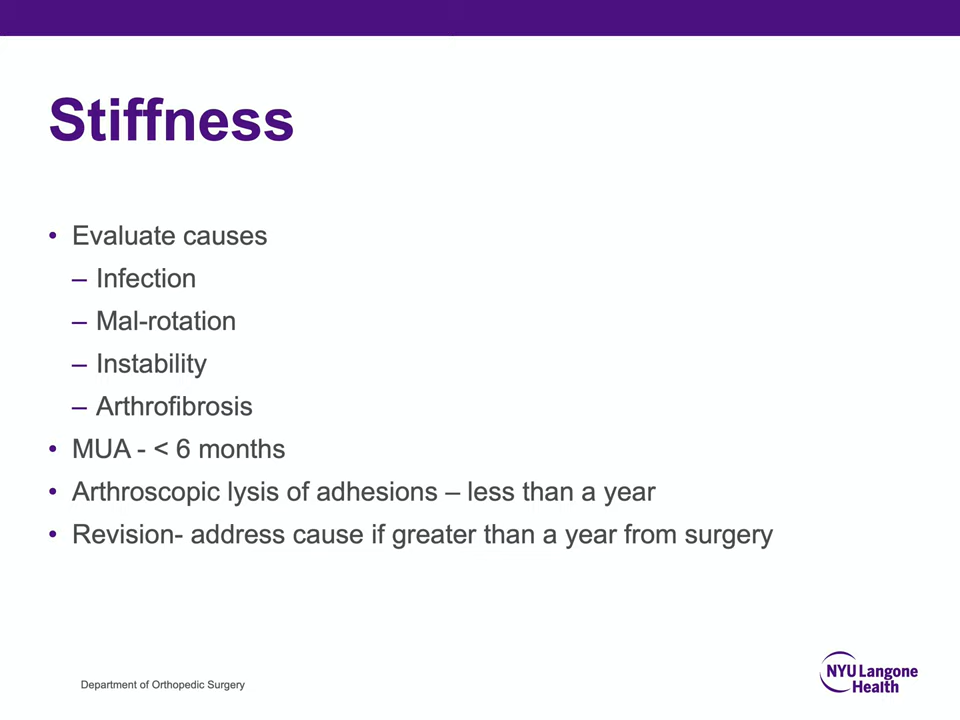 Stiffness
• Evaluate causes
– Infection
– Mal-rotation
– Instability
– Arthrofibrosis
• MUA - < 6 months
• Arthroscopic lysis of adhesions – less than a year
• Revision- address cause if greater than a year from surgery
Department of Orthopedic Surgery
NYU Langone
Health